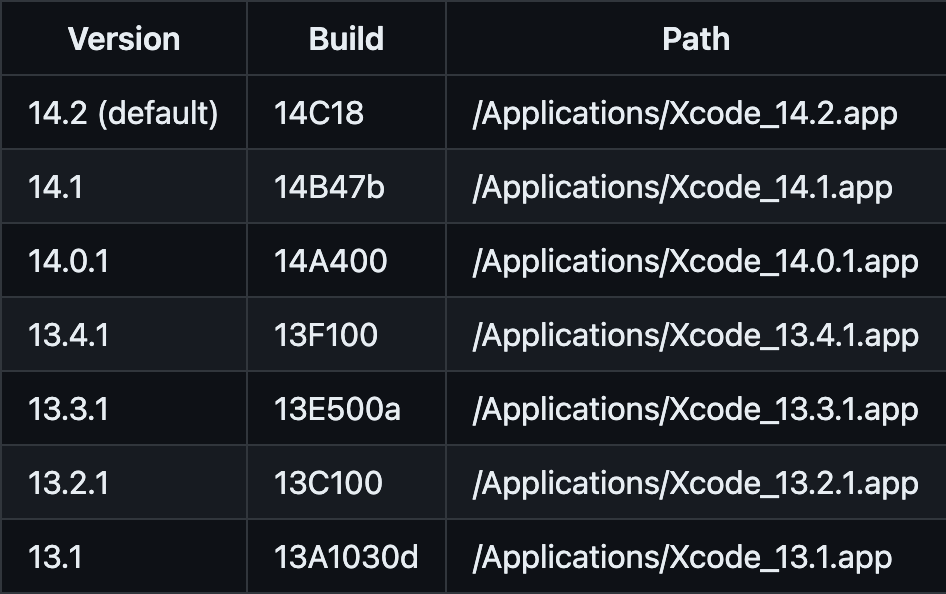 Version Build Path
14.2 (default) 14C18 /Applications/Xcode_14.2.app
14.1 14B47b /Applications/Xcode_14.1.app
14.0.1 14A400 /Applications/Xcode_14.0.1.app
13.4.1 13F100 /Applications/Xcode_13.4.1.app
13.3.1 13E500a /Applications/Xcode_13.3.1.app
13.2.1 13C100 /Applications/Xcode_13.2.1.app
13.1 13A1030d /Applications/Xcode_13.1.app